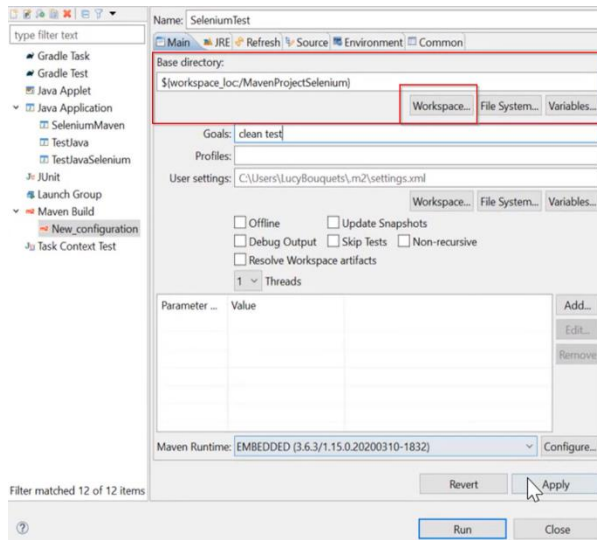 Name: SeleniumTest
type filter text
Main JRE Refresh Source Environment Common
Gradle Task
Gradle Test
Java Applet
Java Application
SeleniumMaven
TestJava
TestJavaSelenium
JUnit
Launch Group
Maven Build
New_configuration
Task Context Test
Base directory:
${workspace_loc:/MavenProjectSelenium}
Workspace... File System... Variables...
Goals: clean test
Profiles:
User settings: C:\Users\LucyBouquets\.m2\settings.xml
Workspace... File System... Variables...
Offline Update Snapshots
Debug Output Skip Tests Non-recursive
Resolve Workspace artifacts
1 Threads
Parameter ... Value Add...
Edit...
Remove
Maven Runtime: EMBEDDED (3.6.3/1.15.0.20200310-1832) Configure...
Filter matched 12 of 12 items
Revert Apply
Run Close